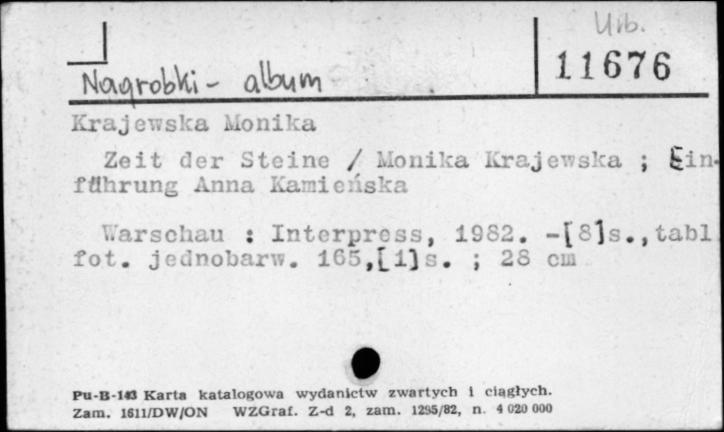 Urb.
11676
Nagrobki - album
Krajewska Monika
Zeit der Steine / Monika Krajewska ; Ein-
führung Anna Kamieńska
Warschau : Interpress, 1982. -[8]s.,tabl
fot. jednobarw. 165,[1]s. ; 28 cm
Pu-B-143 Karta katalogowa wydanictw zwartych i ciągłych.
Zam. 1611/DW/ON WZGraf. Z-d 2, zam. 1295/82, n. 4 020 000